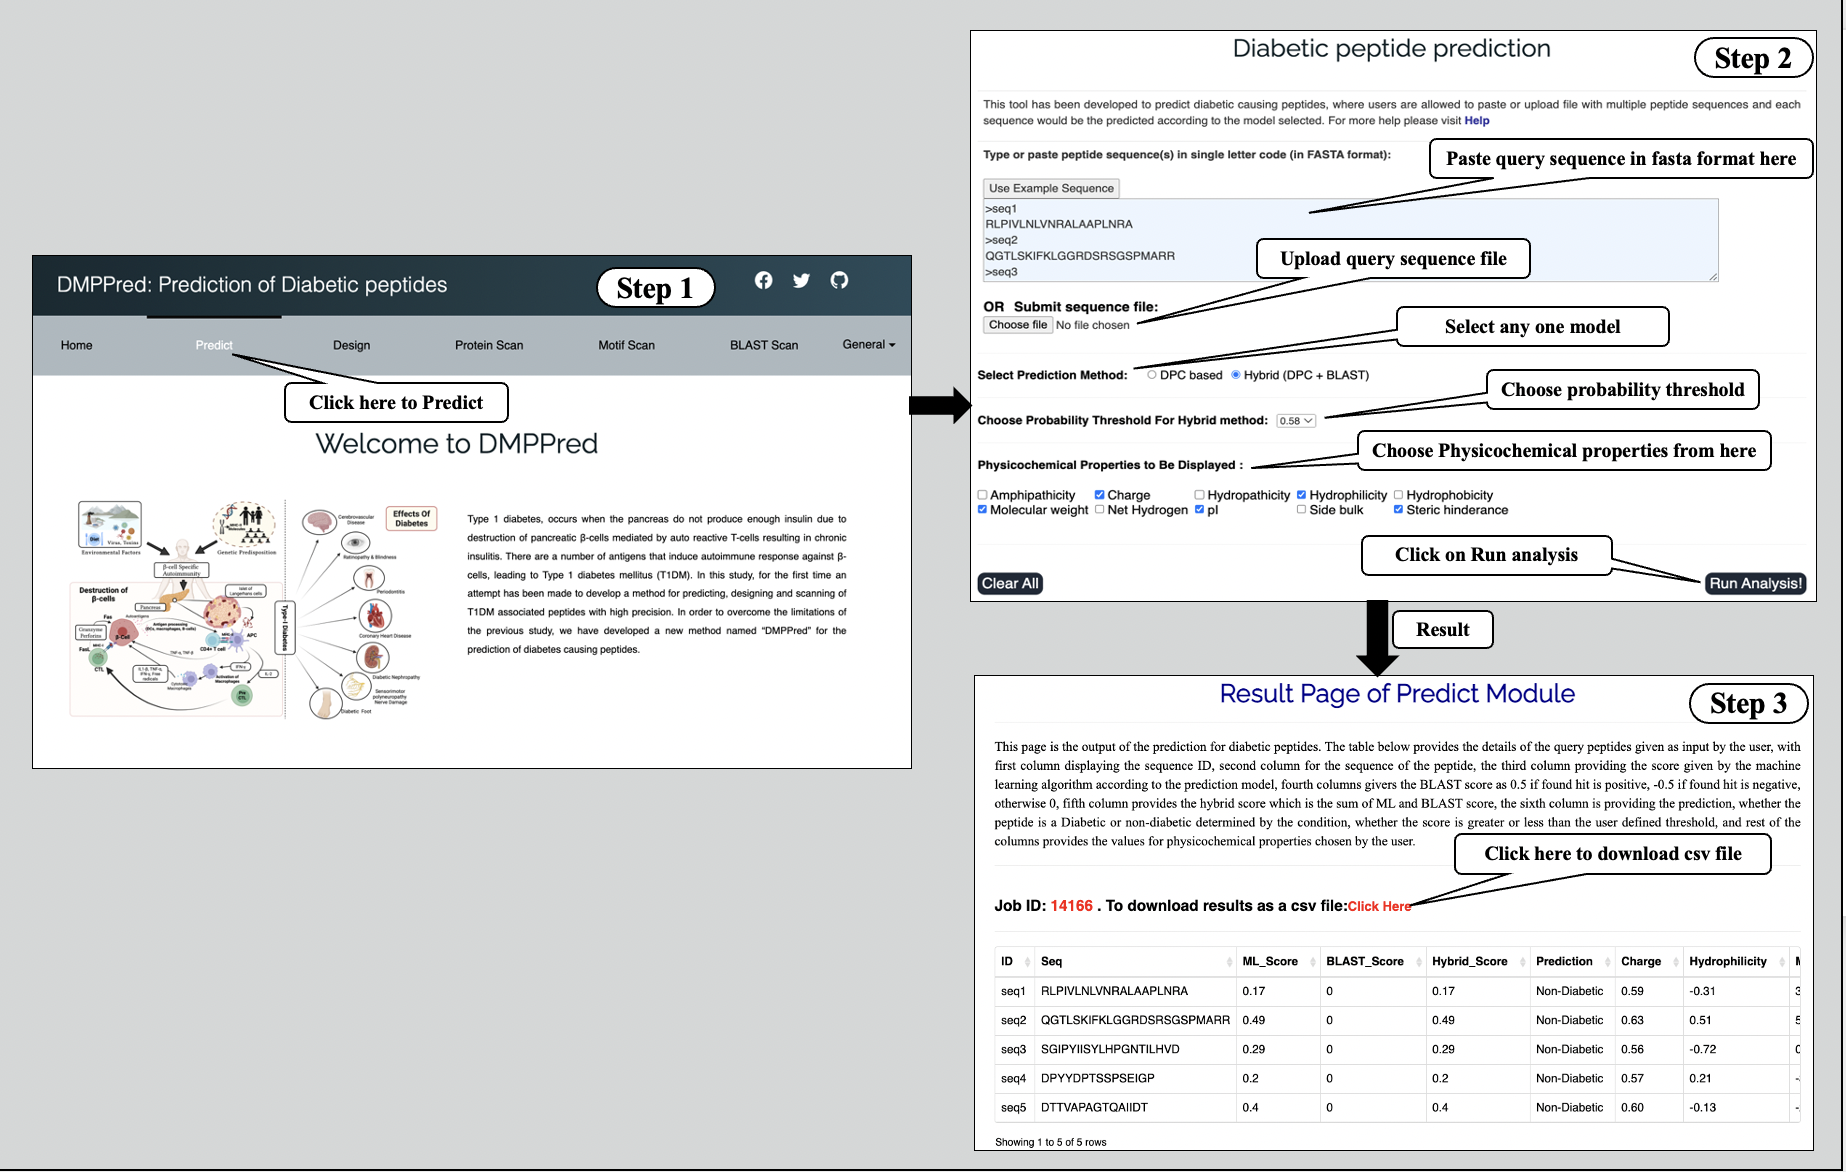 DMPPred: Prediction of Diabetic peptides
Step 1
Home
Predict
Design
Protein Scan
Motif Scan
BLAST Scan
General
Click here to Predict
Welcome to DMPPred
Environmental Factors
Genetic Predisposition
β-cell Specific
Autoimmunity
Destruction of
β-cells
Pancreas
Fas
Granzyme
Perforins
β-Cell
FasL
CTL
APC
CD4+ T cell
Activation of
Macrophages
Type-1 Diabetes
Effects Of
Diabetes
Cerebrovascular
Disease
Retinopathy & Blindness
Periodontitis
Coronary Heart Disease
Diabetic Nephropathy
Sensorimotor
polyneuropathy
Nerve Damage
Diabetic Foot
Type 1 diabetes, occurs when the pancreas do not produce enough insulin due to
destruction of pancreatic β-cells mediated by auto reactive T-cells resulting in chronic
insulitis. There are a number of antigens that induce autoimmune response against β-
cells, leading to Type 1 diabetes mellitus (T1DM). In this study, for the first time an
attempt has been made to develop a method for predicting, designing and scanning of
T1DM associated peptides with high precision. In order to overcome the limitations of
the previous study, we have developed a new method named “DMPPred” for the
prediction of diabetes causing peptides.
Diabetic peptide prediction
Step 2
This tool has been developed to predict diabetic causing peptides, where users are allowed to paste or upload file with multiple peptide sequences and each
sequence would be the predicted according to the model selected. For more help please visit Help
Type or paste peptide sequence(s) in single letter code (in FASTA format):
Paste query sequence in fasta format here
Use Example Sequence
>seq1
RLPIVLNLVNRALAAPLNRA
>seq2
QGTLSKIFKLGGRDSRSGSPMARR
>seq3
Upload query sequence file
OR Submit sequence file:
Choose file No file chosen
Select any one model
Select Prediction Method: DPC based Hybrid (DPC + BLAST)
Choose probability threshold
Choose Probability Threshold For Hybrid method: 0.58
Choose Physicochemical properties from here
Physicochemical Properties to Be Displayed :
Amphipathicity Charge Hydropathicity Hydrophilicity Hydrophobicity
Molecular weight Net Hydrogen pI Side bulk Steric hinderance
Click on Run analysis
Clear All
Run Analysis!
Result
Result Page of Predict Module
Step 3
This page is the output of the prediction for diabetic peptides. The table below provides the details of the query peptides given as input by the user, with
first column displaying the sequence ID, second column for the sequence of the peptide, the third column providing the score given by the machine
learning algorithm according to the prediction model, fourth columns givers the BLAST score as 0.5 if found hit is positive, -0.5 if found hit is negative,
otherwise 0, fifth column provides the hybrid score which is the sum of ML and BLAST score, the sixth column is providing the prediction, whether the
peptide is a Diabetic or non-diabetic determined by the condition, whether the score is greater or less than the user defined threshold, and rest of the
columns provides the values for physicochemical properties chosen by the user.
Click here to download csv file
Job ID: 14166 . To download results as a csv file:Click Here
ID Seq ML_Score BLAST_Score Hybrid_Score Prediction Charge Hydrophilicity
seq1 RLPIVLNLVNRALAAPLNRA 0.17 0 0.17 Non-Diabetic 0.59 -0.31
seq2 QGTLSKIFKLGGRDSRSGSPMARR 0.49 0 0.49 Non-Diabetic 0.63 0.51
seq3 SGIPYIISYLHPGNTILHVD 0.29 0 0.29 Non-Diabetic 0.56 -0.72
seq4 DPYYDPTSSPSEIGP 0.2 0 0.2 Non-Diabetic 0.57 0.21
seq5 DTTVAPAGTQAIIDT 0.4 0 0.4 Non-Diabetic 0.60 -0.13
Showing 1 to 5 of 5 rows